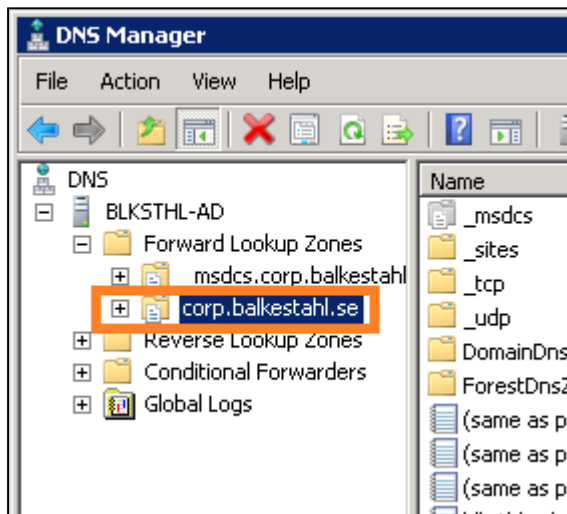 DNS Manager
File Action View Help
DNS
BLKSTHL-AD
Forward Lookup Zones
_msdcs.corp.balkestahl
corp.balkestahl.se
Reverse Lookup Zones
Conditional Forwarders
Global Logs
Name
_msdcs
_sites
_tcp
_udp
DomainDns
ForestDnsZ
(same as p
(same as p
(same as p